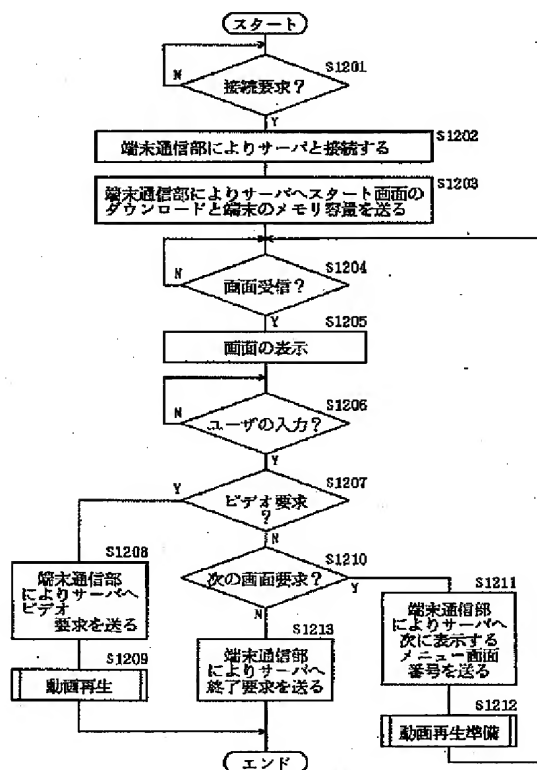 スタート
S1201
接続要求?
N
Y
S1202
端末通信部によりサーバと接続する
S1203
端末通信部によりサーバへスタート画面の
ダウンロードと端末のメモリ容量を送る
S1204
画面受信?
N
Y
S1205
画面の表示
S1206
ユーザの入力?
N
Y
S1207
ビデオ要求
?
Y
N
S1208
端末通信部
によりサーバへ
ビデオ
要求を送る
S1209
動画再生
S1210
次の画面要求?
Y
N
S1213
端末通信部
によりサーバへ
終了要求を送る
S1211
端末通信部
によりサーバへ
次に表示する
メニュー画面
番号を送る
S1212
動画再生準備
エンド